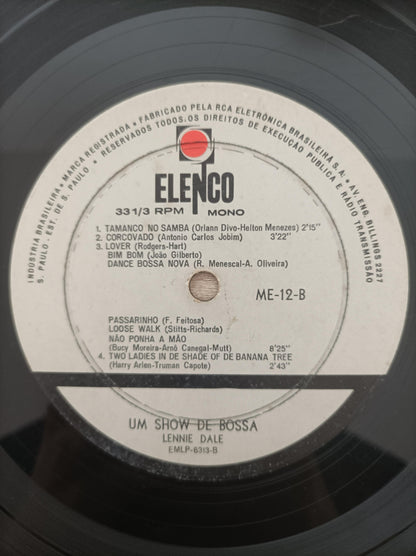 INDÚSTRIA BRASILEIRA • MARCA REGISTRADA • FABRICADO PELA RCA ELETRÔNICA BRASILEIRA S.A. • AV. ENG. BILLINGS 2227
S. PAULO - EST. DE S. PAULO • RESERVADOS TODOS OS DIREITOS DE EXECUÇÃO PÚBLICA E RÁDIO TRANSMISSÃO
ELENCO
33 1/3 RPM MONO
1. TAMANCO NO SAMBA (Orlann Divo-Helton Menezes) 2'15"
2. CORCOVADO (Antonio Carlos Jobim) 3'22"
3. LOVER (Rodgers-Hart)
BIM BOM (João Gilberto)
DANCE BOSSA NOVA (R. Menescal-A. Oliveira)
ME-12-B
PASSARINHO (F. Feitosa)
LOOSE WALK (Stitts-Richards)
NÃO PONHA A MÃO
(Bucy Moreira-Arnô Canegal-Mutt) 8'25"
4. TWO LADIES IN DE SHADE OF DE BANANA TREE
(Harry Arlen-Truman Capote) 2'43"
UM SHOW DE BOSSA
LENNIE DALE
EMLP-6313-B